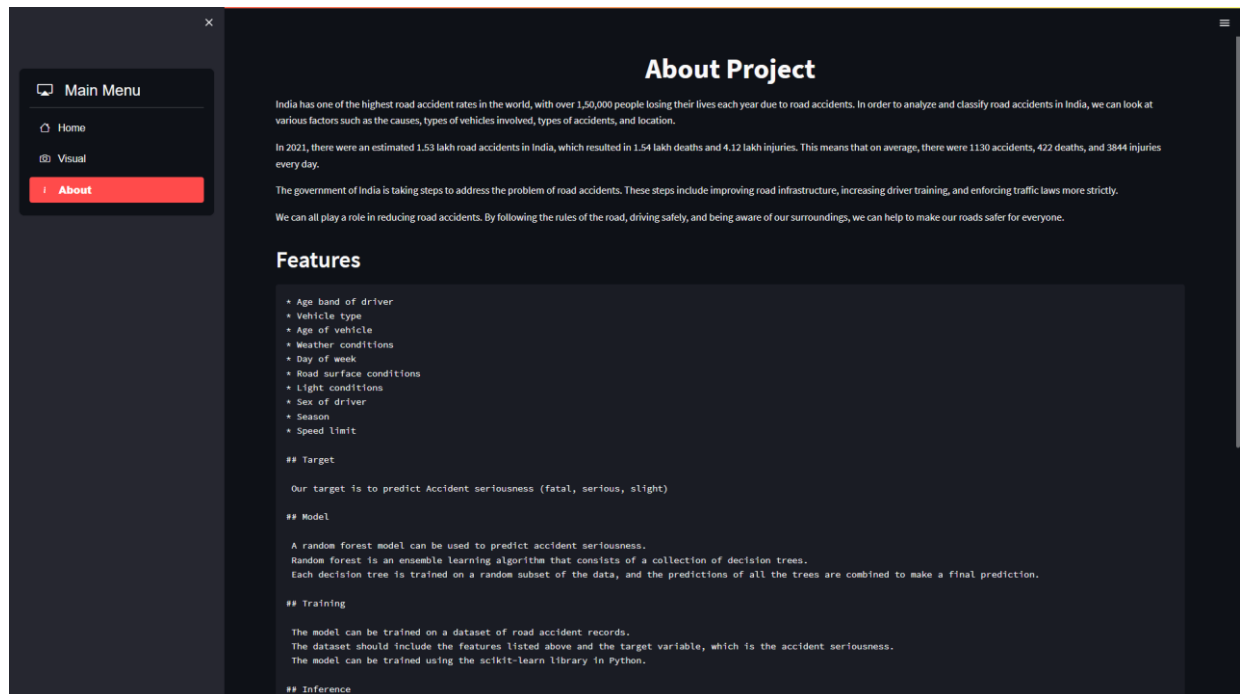 Main Menu
Home
Visual
About
About Project
India has one of the highest road accident rates in the world, with over 1,50,000 people losing their lives each year due to road accidents. In order to analyze and classify road accidents in India, we can look at
various factors such as the causes, types of vehicles involved, types of accidents, and location.
In 2021, there were an estimated 1.53 lakh road accidents in India, which resulted in 1.54 lakh deaths and 4.12 lakh injuries. This means that on average, there were 1130 accidents, 422 deaths, and 3844 injuries
every day.
The government of India is taking steps to address the problem of road accidents. These steps include improving road infrastructure, increasing driver training, and enforcing traffic laws more strictly.
We can all play a role in reducing road accidents. By following the rules of the road, driving safely, and being aware of our surroundings, we can help to make our roads safer for everyone.
Features
* Age band of driver
* Vehicle type
* Age of vehicle
* Weather conditions
* Day of week
* Road surface conditions
* Light conditions
* Sex of driver
* Season
* Speed limit
## Target
Our target is to predict Accident seriousness (fatal, serious, slight)
## Model
A random forest model can be used to predict accident seriousness.
Random forest is an ensemble learning algorithm that consists of a collection of decision trees.
Each decision tree is trained on a random subset of the data, and the predictions of all the trees are combined to make a final prediction.
## Training
The model can be trained on a dataset of road accident records.
The dataset should include the features listed above and the target variable, which is the accident seriousness.
The model can be trained using the scikit-learn library in Python.
## Inference